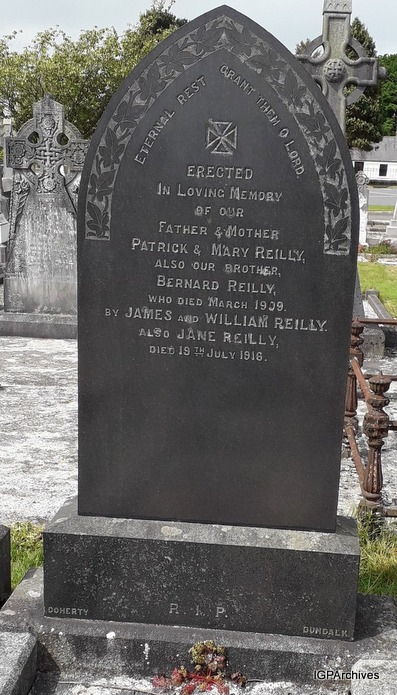 ETERNAL REST GRANT THEM O LORD.
ERECTED
IN LOVING MEMORY
OF OUR
FATHER & MOTHER
PATRICK & MARY REILLY,
ALSO OUR BROTHER,
BERNARD REILLY,
WHO DIED MARCH 1909.
BY JAMES AND WILLIAM REILLY.
ALSO JANE REILLY,
DIED 19TH JULY 1916.
DOHERTY
R. I. P.
DUNDALK
IGPArchives